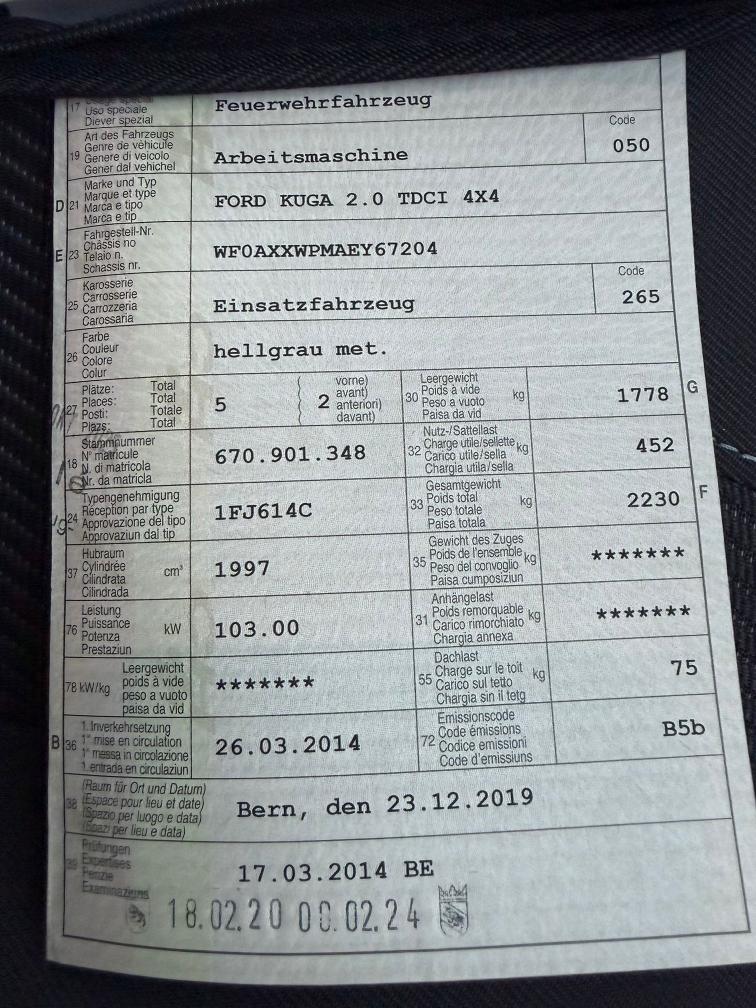 17
Uso speciale
Diever spezial
Feuerwehrfahrzeug
19
Art des Fahrzeugs
Genre de véhicule
Genere di veicolo
Gener dal vehichel
Arbeitsmaschine
Code
050
D 21
Marke und Typ
Marque et type
Marca e tipo
Marca e tip
FORD KUGA 2.0 TDCI 4X4
E 23
Fahrgestell-Nr.
Châssis no
Telaio n.
Schassis nr.
WF0AXXWPMAEY67204
25
Karosserie
Carrosserie
Carrozzeria
Carossaria
Einsatzfahrzeug
Code
265
26
Farbe
Couleur
Colore
Colur
hellgrau met.
27
Plätze: Total
Places: Total
Posti: Totale
Plazs: Total
5
2
vorne)
avant)
anteriori)
davant)
30
Leergewicht
Poids à vide
Peso a vuoto
Paisa da vid
kg
1778
G
18
Stammnummer
N° matricule
N. di matricola
Nr. da matricla
670.901.348
32
Nutz-/Sattellast
Charge utile/sellette
Carico utile/sella
Chargia utila/sella
kg
452
24
Typengenehmigung
Réception par type
Approvazione del tipo
Approvaziun dal tip
1FJ614C
33
Gesamtgewicht
Poids total
Peso totale
Paisa totala
kg
2230
F
37
Hubraum
Cylindrée
Cilindrata
Cilindrada
cm³
1997
35
Gewicht des Zuges
Poids de l'ensemble
Peso del convoglio
Paisa cumposiziun
kg
*******
76
Leistung
Puissance
Potenza
Prestaziun
kW
103.00
31
Anhängelast
Poids remorquable
Carico rimorchiato
Chargia annexa
kg
*******
78 kW/kg
Leergewicht
poids à vide
peso a vuoto
paisa da vid
*******
55
Dachlast
Charge sur le toit
Carico sul tetto
Chargia sin il tetg
kg
75
B 36
1. Inverkehrsetzung
1re mise en circulation
1a messa in circolazione
1. entrada en circulaziun
26.03.2014
72
Emissionscode
Code émissions
Codice emissioni
Code d'emissiuns
B5b
38
(Raum für Ort und Datum)
(Espace pour lieu et date)
(Spazio per luogo e data)
(Spazi per lieu e data)
Bern, den 23.12.2019
39
Prüfungen
Expertises
Perizie
Examinaziuns
17.03.2014 BE
18.02.20
.02.24